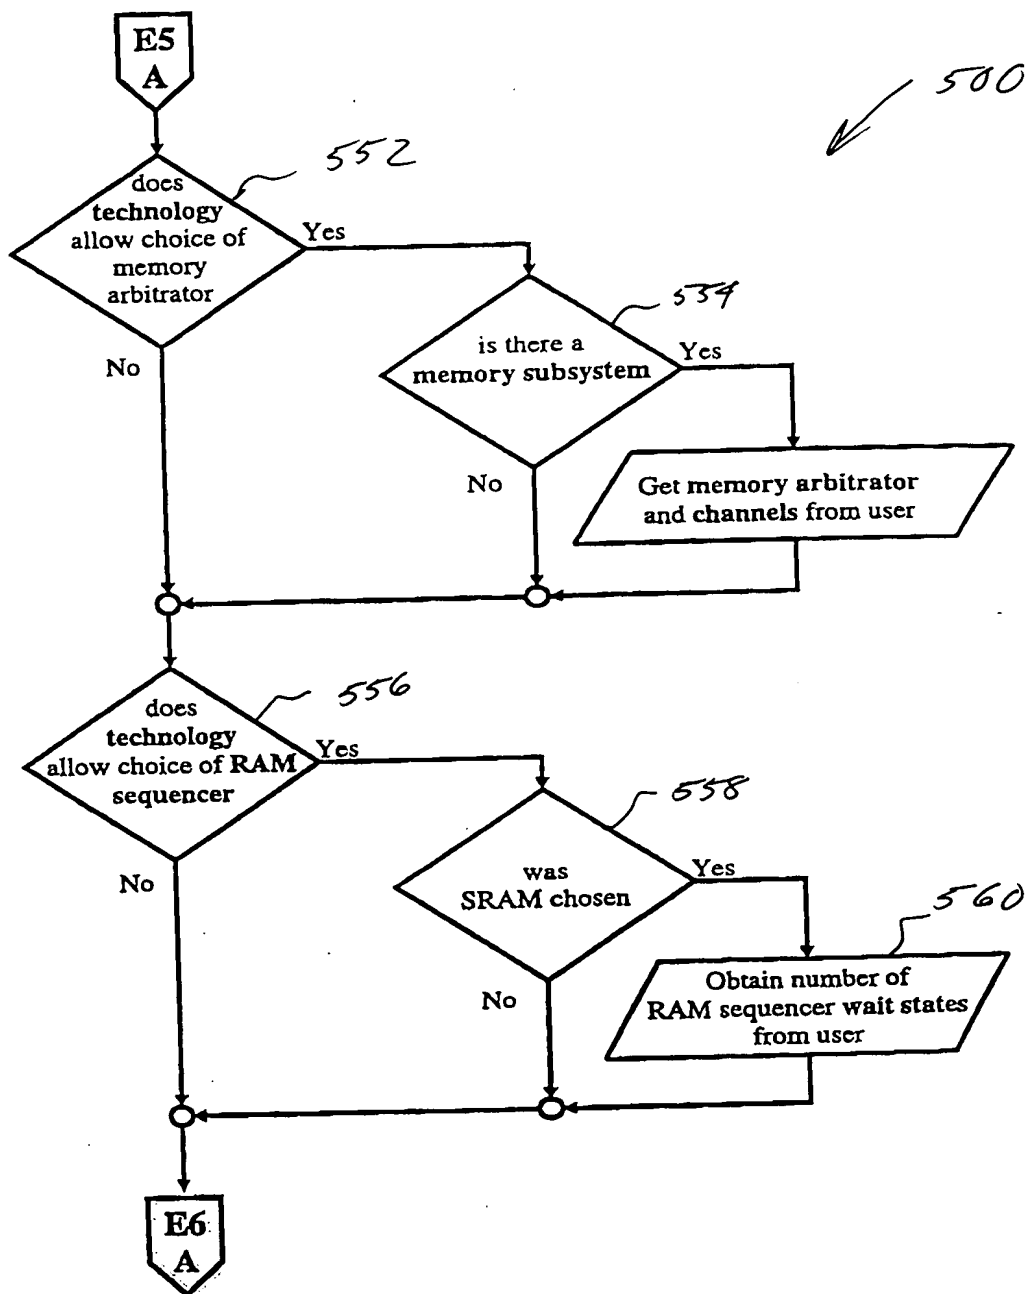 E5
A
500
552
does
technology
allow choice of
memory
arbitrator
Yes
No
534
is there a
memory subsystem
Yes
No
Get memory arbitrator
and channels from user
556
does
technology
allow choice of RAM
sequencer
Yes
No
558
was
SRAM chosen
Yes
No
560
Obtain number of
RAM sequencer wait states
from user
E6
A